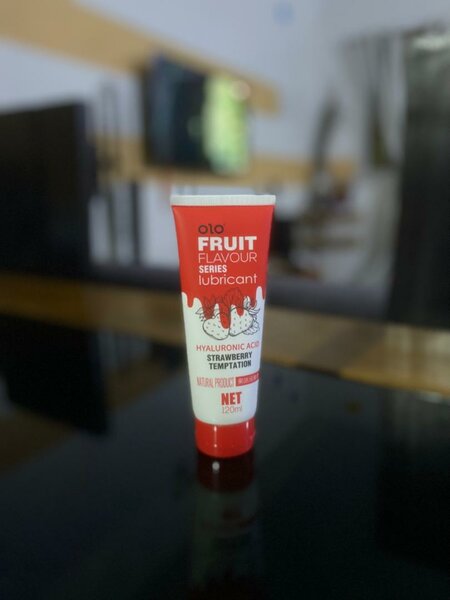 OLO
FRUIT
FLAVOUR
SERIES
lubricant
HYALURONIC ACID
STRAWBERRY
TEMPTATION
NATURAL PRODUCT
NET
120ml